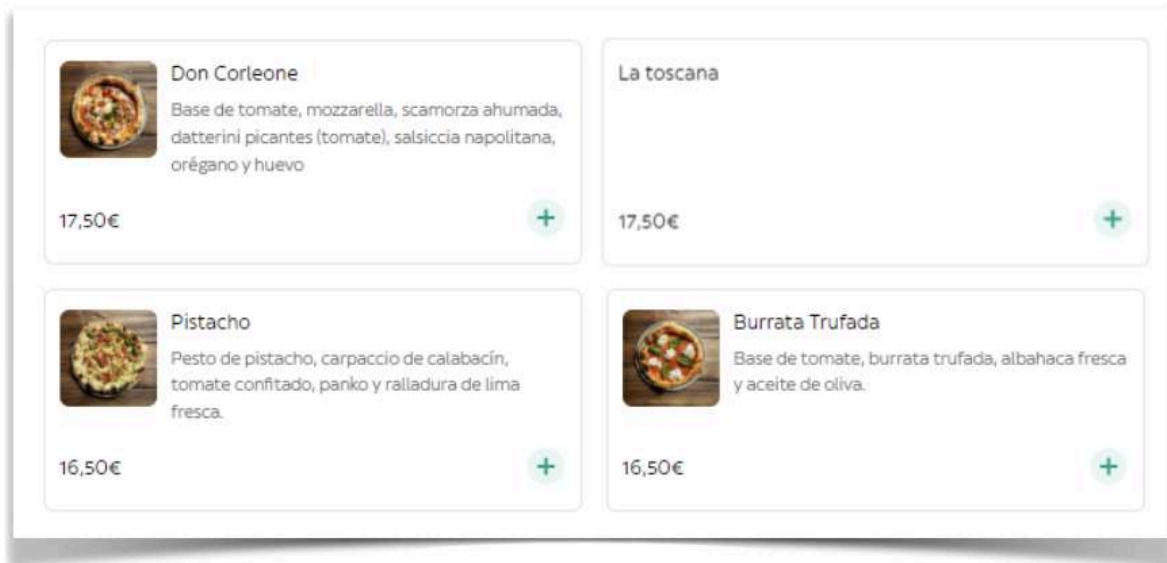 Don Corleone
Base de tomate, mozzarella, scamorza ahumada,
datterini picantes (tomate), salsiccia napolitana,
orégano y huevo
17,50€
La toscana
17,50€
Pistacho
Pesto de pistacho, carpaccio de calabacín,
tomate confitado, panko y ralladura de lima
fresca.
16,50€
Burrata Trufada
Base de tomate, burrata trufada, albahaca fresca
y aceite de oliva.
16,50€